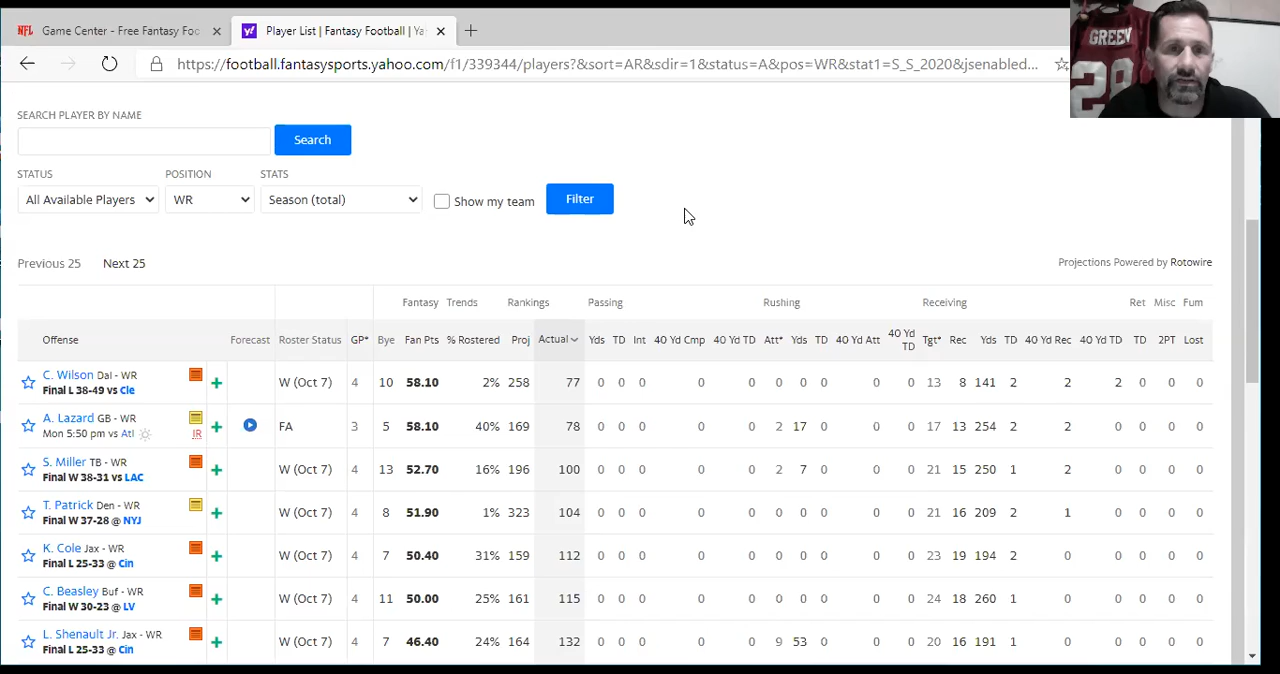 NFL Game Center - Free Fantasy Foo
Player List | Fantasy Football | Ya
https://football.fantasysports.yahoo.com/f1/339344/players?&sort=AR&sdir=1&status=A&pos=WR&stat1=S_S_2020&jsenabled...
GREEN
28
SEARCH PLAYER BY NAME
Search
STATUS POSITION STATS
All Available Players WR Season (total) Show my team Filter
Previous 25 Next 25 Projections Powered by Rotowire
Fantasy Trends Rankings Passing Rushing Receiving Ret Misc Fum
Offense Forecast Roster Status GP* Bye Fan Pts % Rostered Proj Actual Yds TD Int 40 Yd Cmp 40 Yd TD Att* Yds TD 40 Yd Att 40 Yd TD Tgt* Rec Yds TD 40 Yd Rec 40 Yd TD TD 2PT Lost
C. Wilson Dal - WR
Final L 38-49 vs Cle
W (Oct 7) 4 10 58.10 2% 258 77 0 0 0 0 0 0 0 0 0 0 13 8 141 2 2 2 0 0 0
A. Lazard GB - WR
Mon 5:50 pm vs Atl
IR
FA 3 5 58.10 40% 169 78 0 0 0 0 0 2 17 0 0 0 17 13 254 2 2 0 0 0 0
S. Miller TB - WR
Final W 38-31 vs LAC
W (Oct 7) 4 13 52.70 16% 196 100 0 0 0 0 0 2 7 0 0 0 21 15 250 1 2 0 0 0 0
T. Patrick Den - WR
Final W 37-28 @ NYJ
W (Oct 7) 4 8 51.90 1% 323 104 0 0 0 0 0 0 0 0 0 0 21 16 209 2 1 0 0 0 0
K. Cole Jax - WR
Final L 25-33 @ Cin
W (Oct 7) 4 7 50.40 31% 159 112 0 0 0 0 0 0 0 0 0 0 23 19 194 2 0 0 0 0 0
C. Beasley Buf - WR
Final W 30-23 @ LV
W (Oct 7) 4 11 50.00 25% 161 115 0 0 0 0 0 0 0 0 0 0 24 18 260 1 0 0 0 0 0
L. Shenault Jr. Jax - WR
Final L 25-33 @ Cin
W (Oct 7) 4 7 46.40 24% 164 132 0 0 0 0 0 9 53 0 0 0 20 16 191 1 0 0 0 0 0